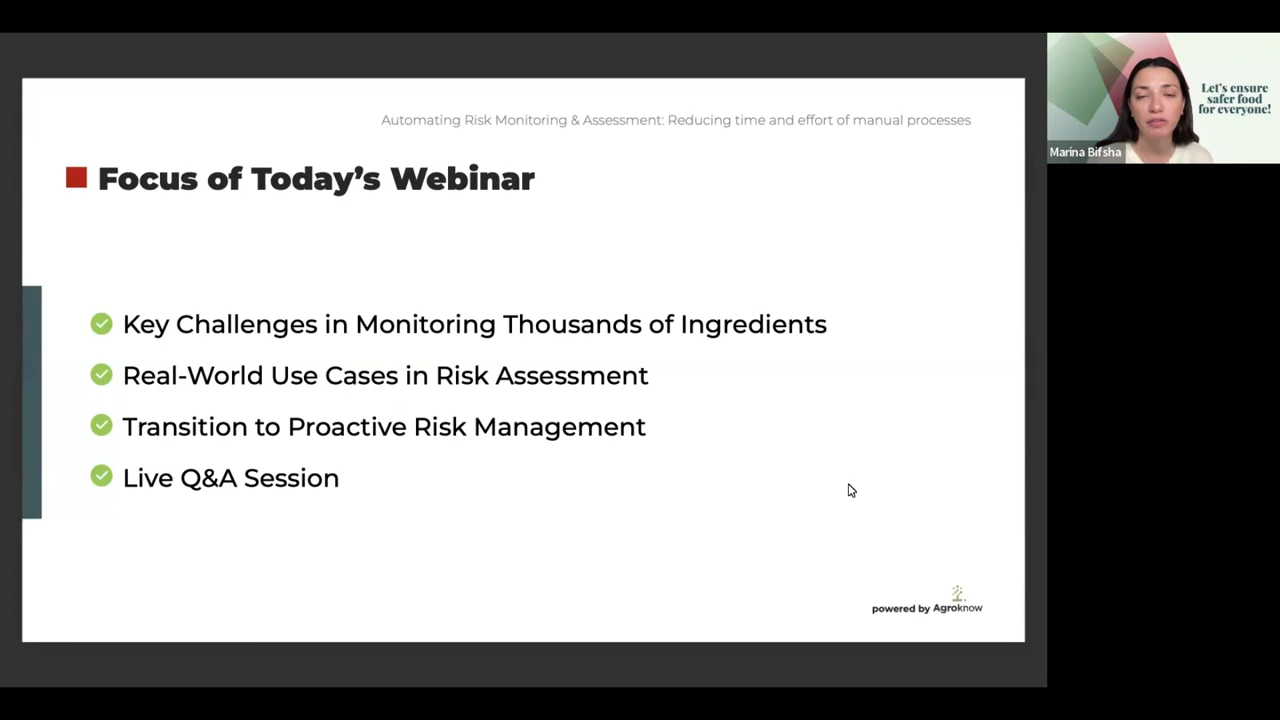 Automating Risk Monitoring & Assessment: Reducing time and effort of manual processes
Focus of Today's Webinar
Key Challenges in Monitoring Thousands of Ingredients
Real-World Use Cases in Risk Assessment
Transition to Proactive Risk Management
Live Q&A Session
powered by Agroknow
Let's ensure
safer food
for everyone!
Marina Bifsha